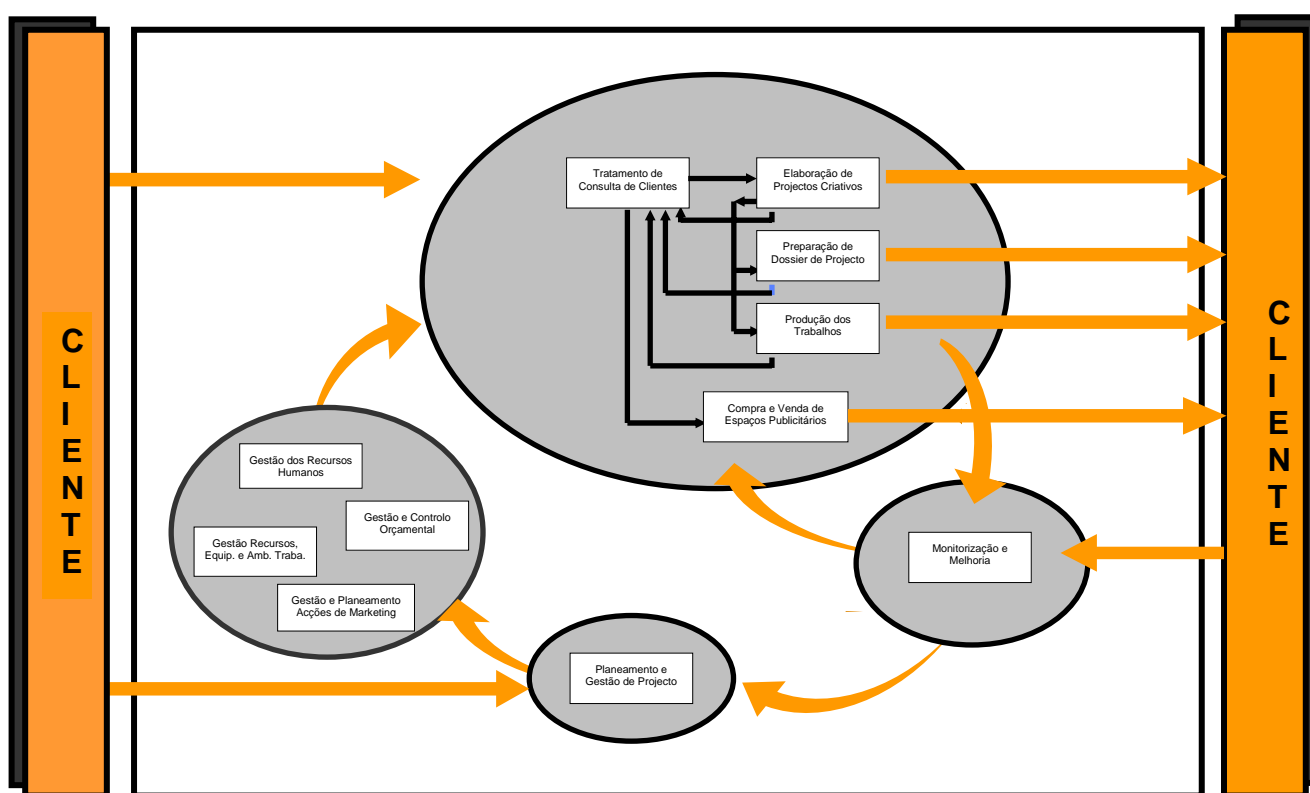 CLIENTE
Tratamento de
Consulta de Clientes
Elaboração de
Projectos Criativos
Preparação de
Dossier de Projecto
Produção dos
Trabalhos
Compra e Venda de
Espaços Publicitários
Gestão dos Recursos
Humanos
Gestão e Controlo
Orçamental
Gestão Recursos,
Equip. e Amb. Traba.
Gestão e Planeamento
Acções de Marketing
Monitorização e
Melhoria
Planeamento e
Gestão de Projecto
CLIENTE